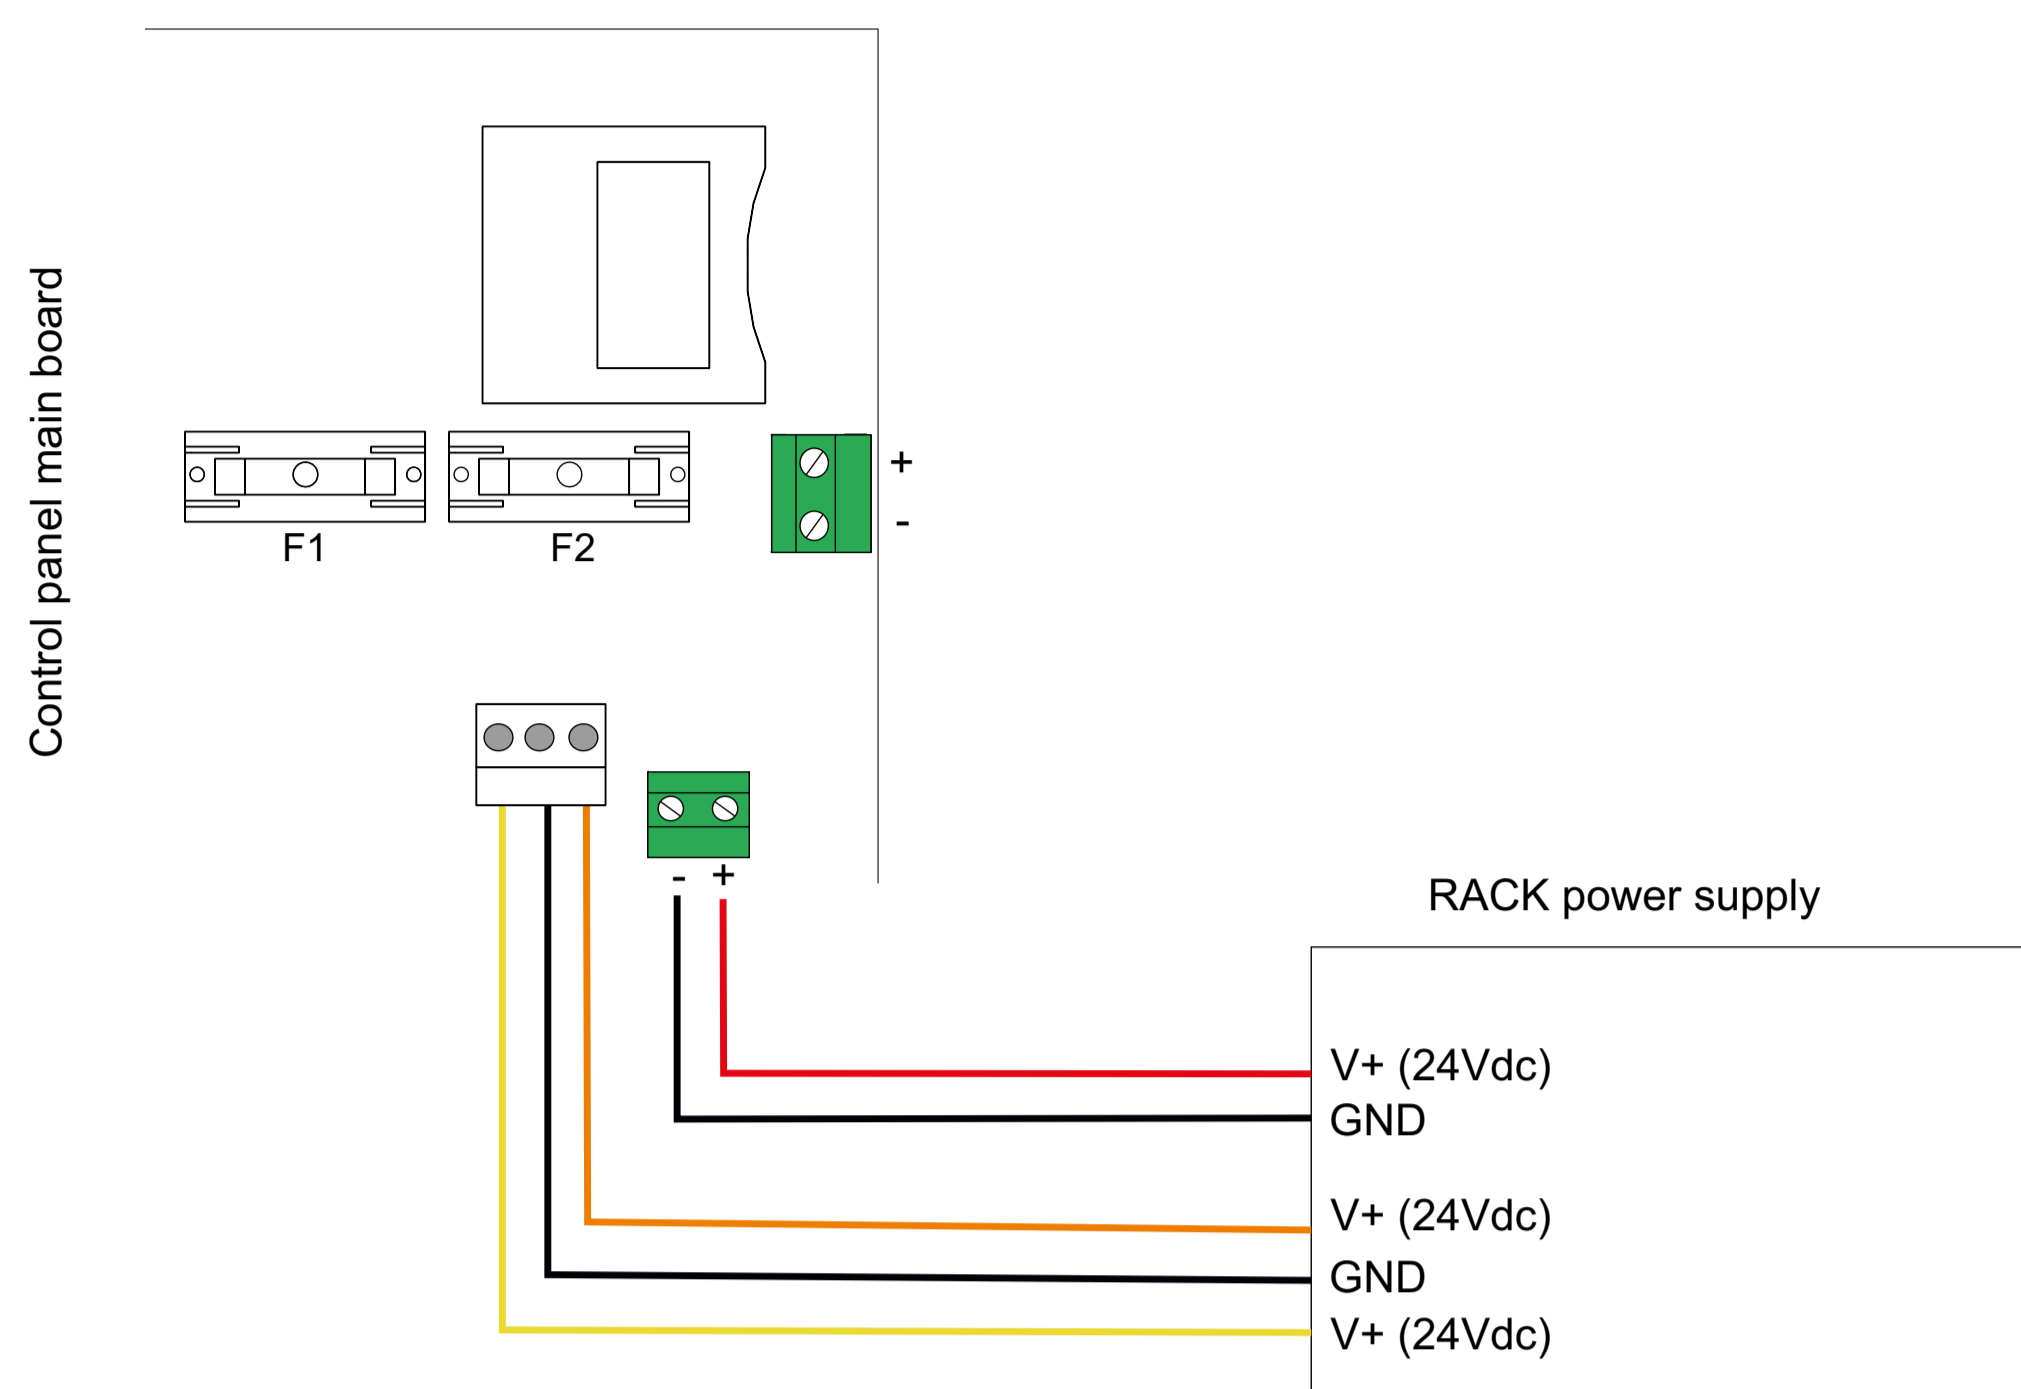 Control panel main board
+
-
F1
F2
- +
RACK power supply
V+ (24Vdc)
GND
V+ (24Vdc)
GND
V+ (24Vdc)